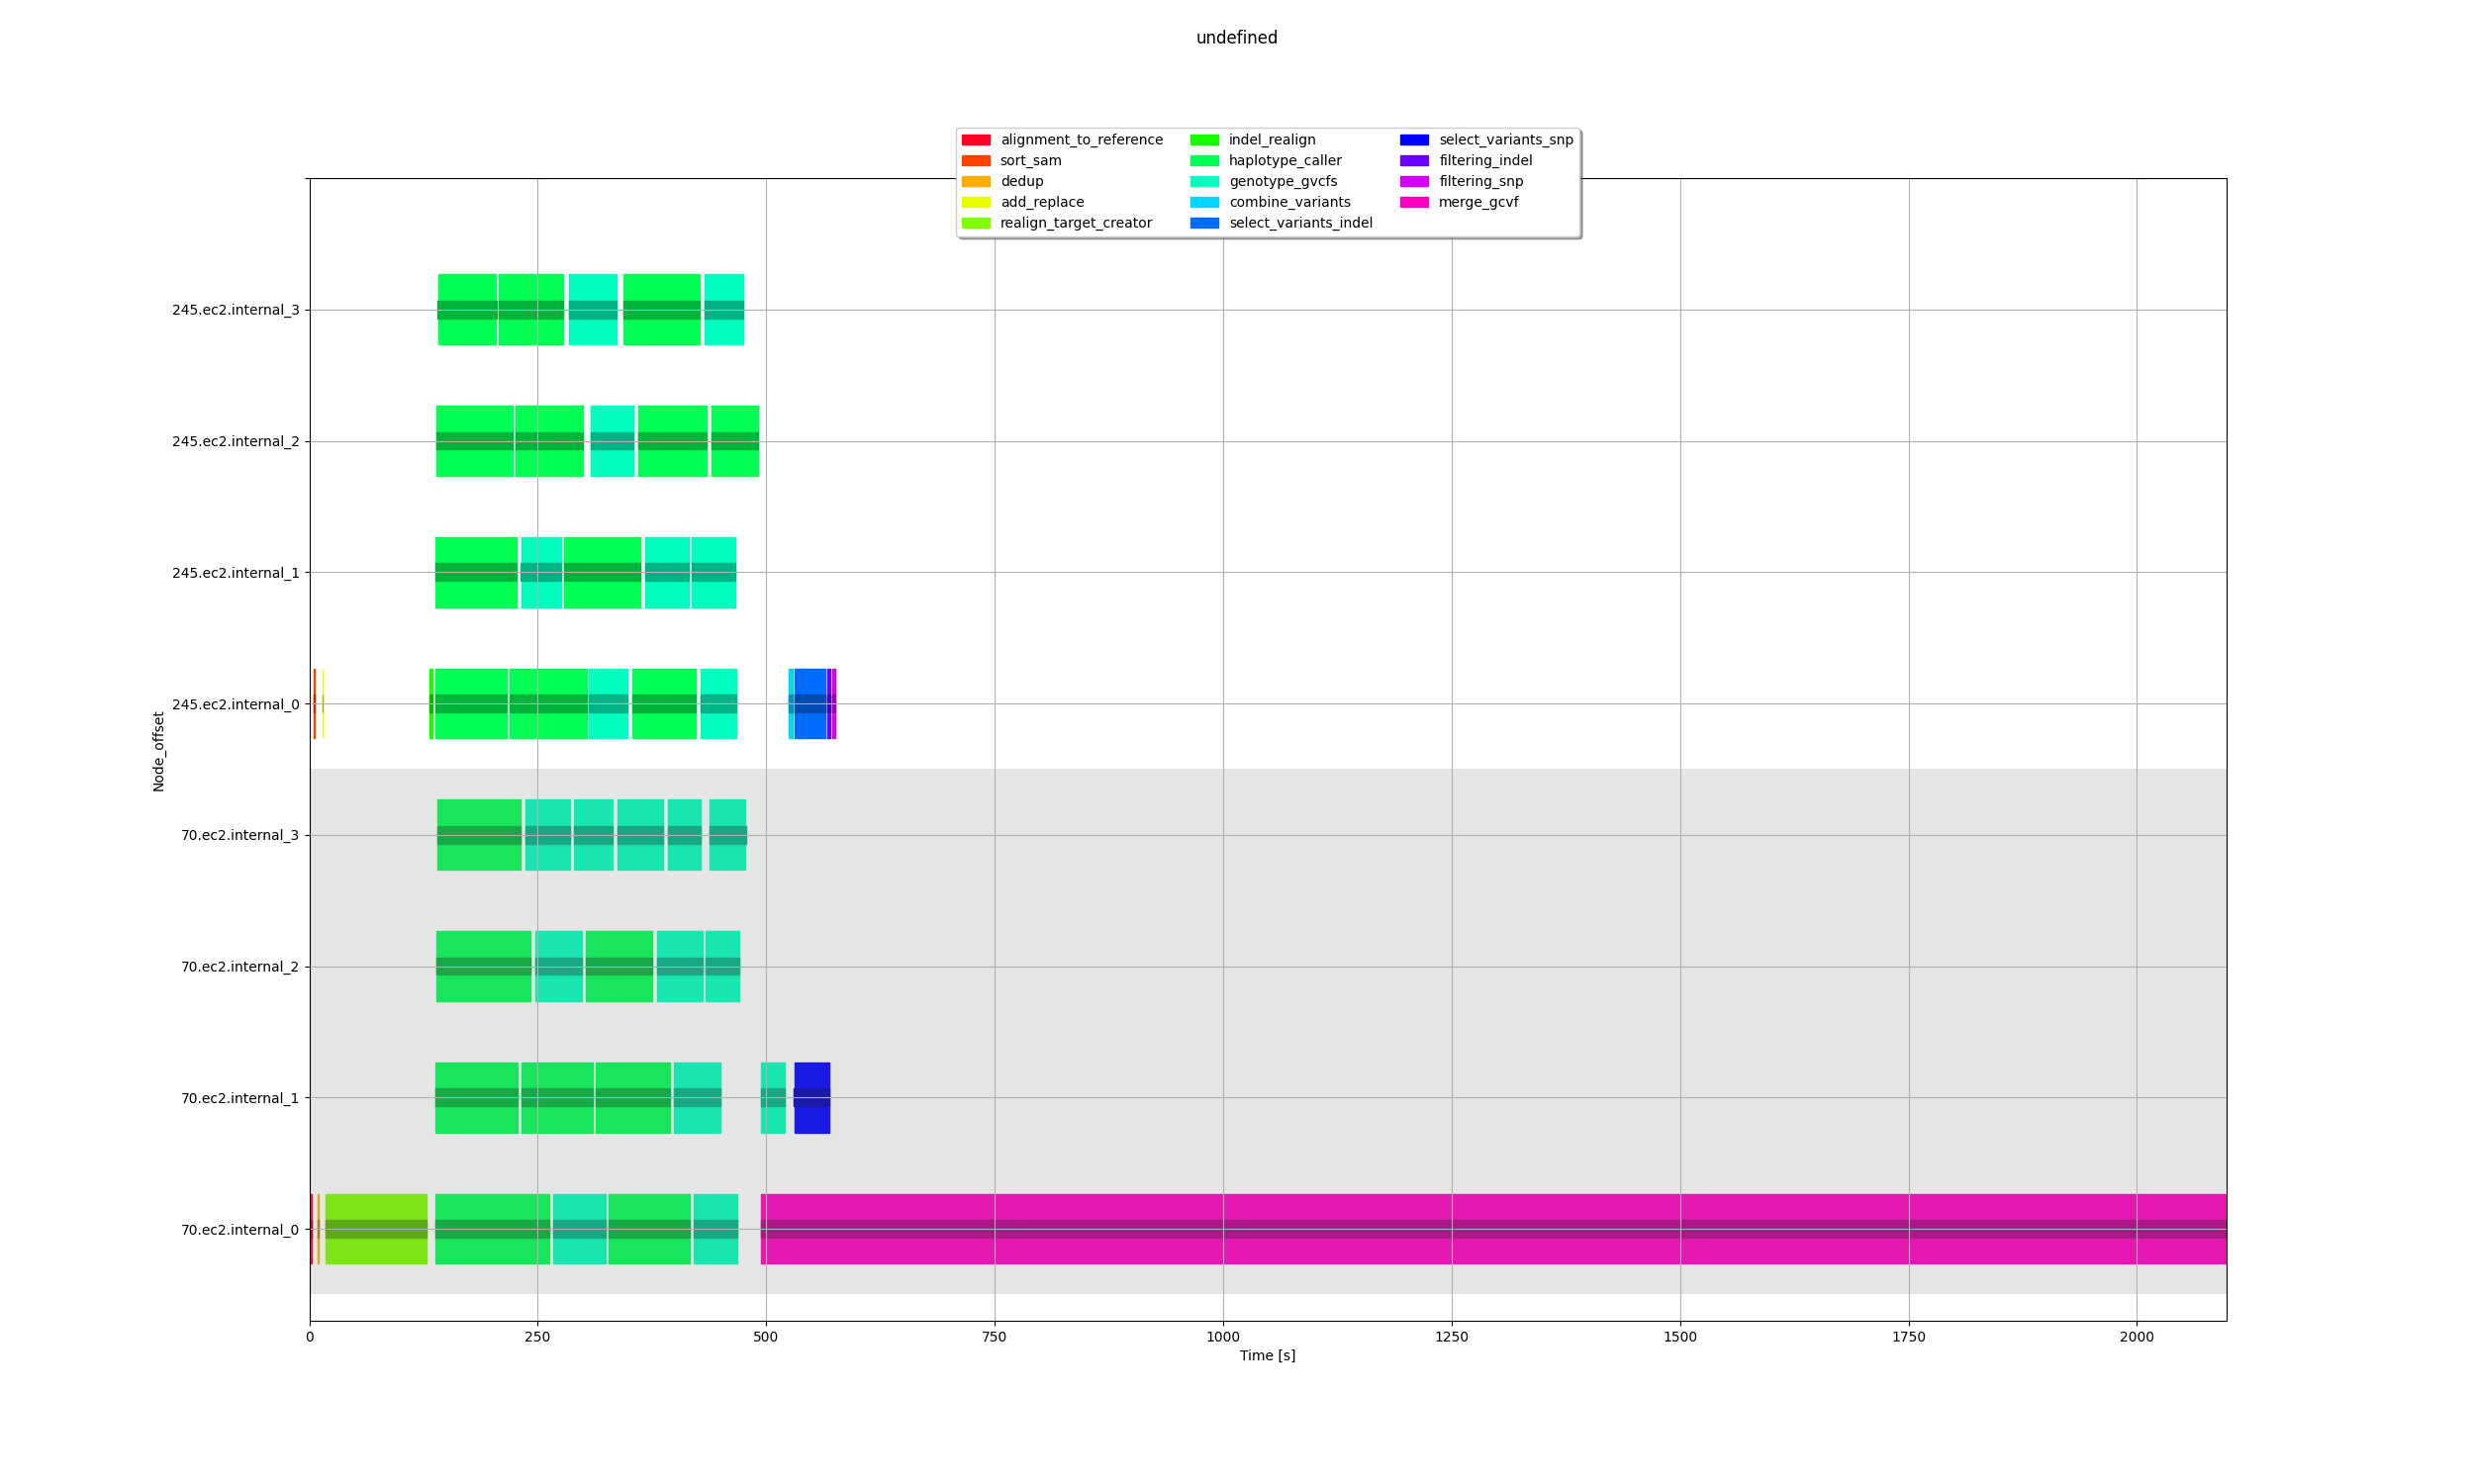 undefined
alignment_to_reference
sort_sam
dedup
add_replace
realign_target_creator
indel_realign
haplotype_caller
genotype_gvcfs
combine_variants
select_variants_indel
select_variants_snp
filtering_indel
filtering_snp
merge_gcvf
245.ec2.internal_3
245.ec2.internal_2
245.ec2.internal_1
245.ec2.internal_0
70.ec2.internal_3
70.ec2.internal_2
70.ec2.internal_1
70.ec2.internal_0
Node_offset
0 250 500 750 1000 1250 1500 1750 2000
Time [s]